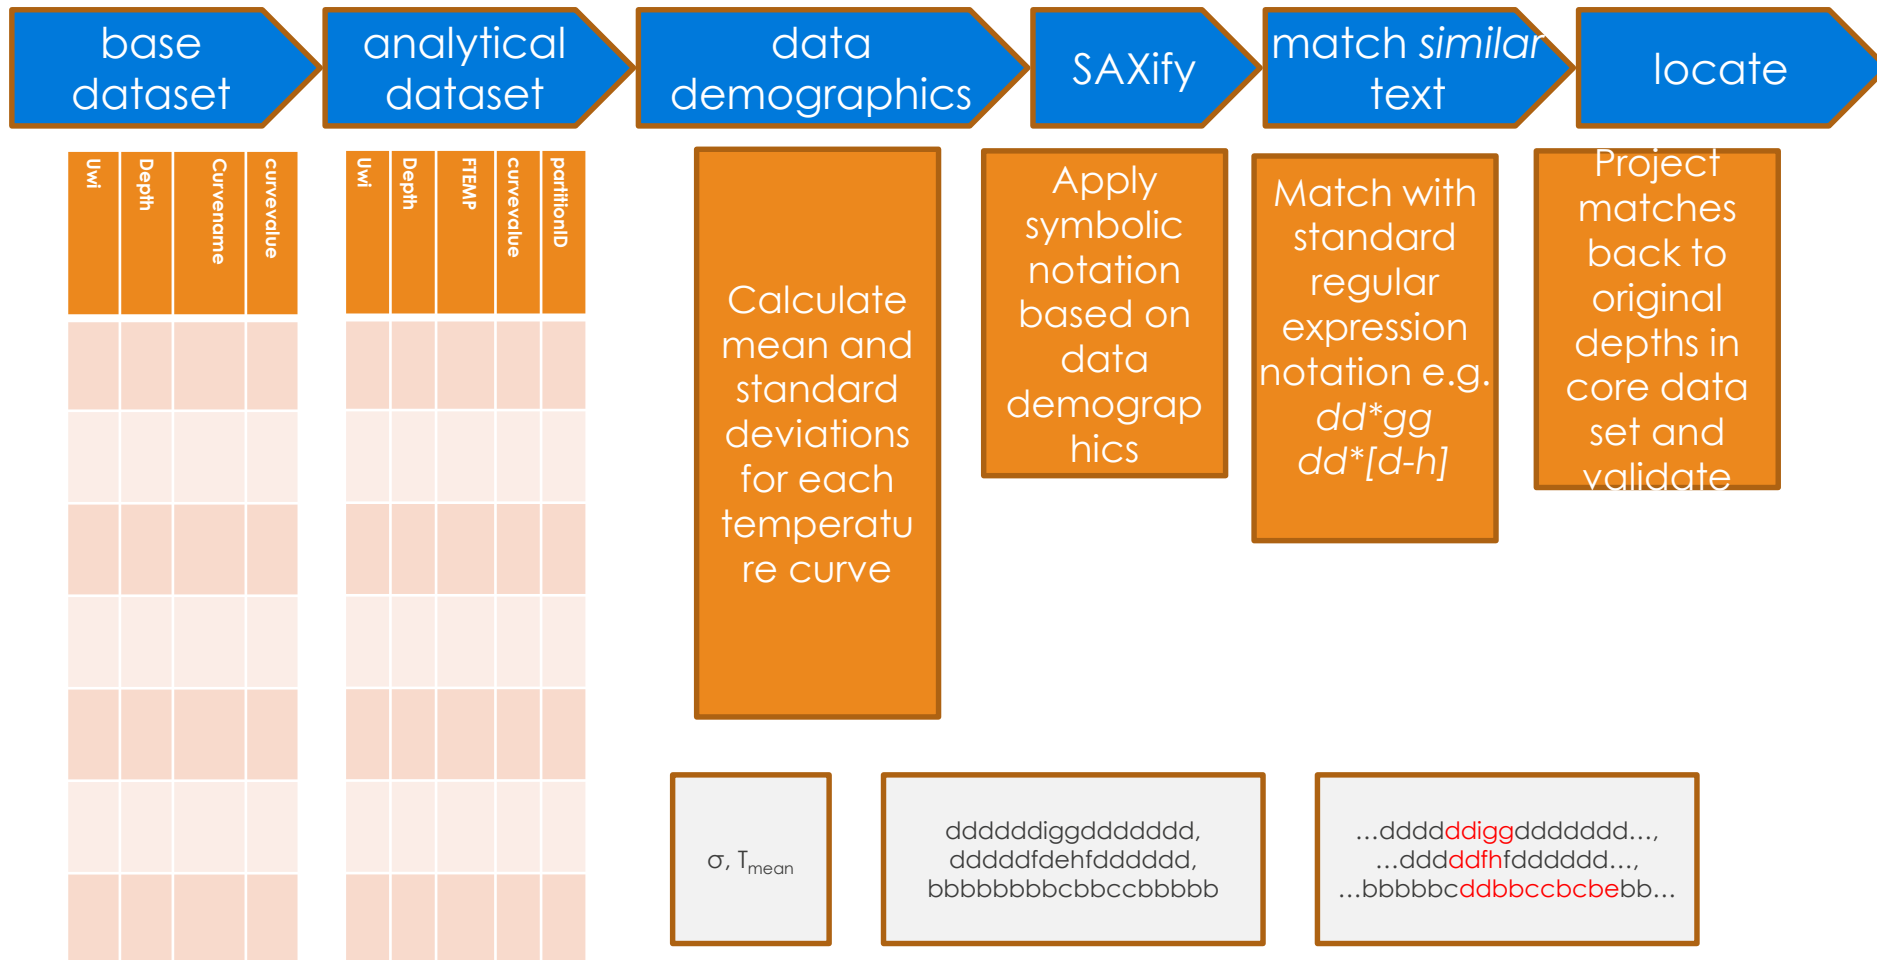 base
dataset
analytical
dataset
data
demographics
SAXify
match similar
text
locate
Uwi
Depth
Curvename
curvevalue
Uwi
Depth
FTEMP
curvevalue
partitionID
Calculate
mean and
standard
deviations
for each
temperatu
re curve
Apply
symbolic
notation
based on
data
demograp
hics
Match with
standard
regular
expression
notation e.g.
dd*gg
dd*[d-h]
Project
matches
back to
original
depths in
core data
set and
validate
σ, Tmean
ddddddiggddddddd,
dddddfdehfdddddd,
bbbbbbbbcbbccbbbbb
…ddddddiggddddddd…,
…dddddfhfdddddd…,
…bbbbbcddbbccbcbebb…